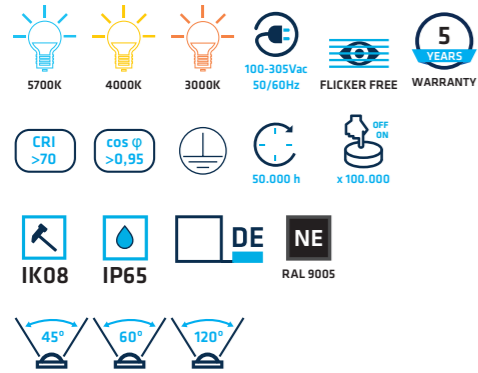 5700K
4000K
3000K
100-305Vac
50/60Hz
FLICKER FREE
5
YEARS
WARRANTY
CRI
>70
cos φ
>0,95
50.000 h
OFF
ON
x 100.000
IK08
IP65
DE
NE
RAL 9005
45°
60°
120°